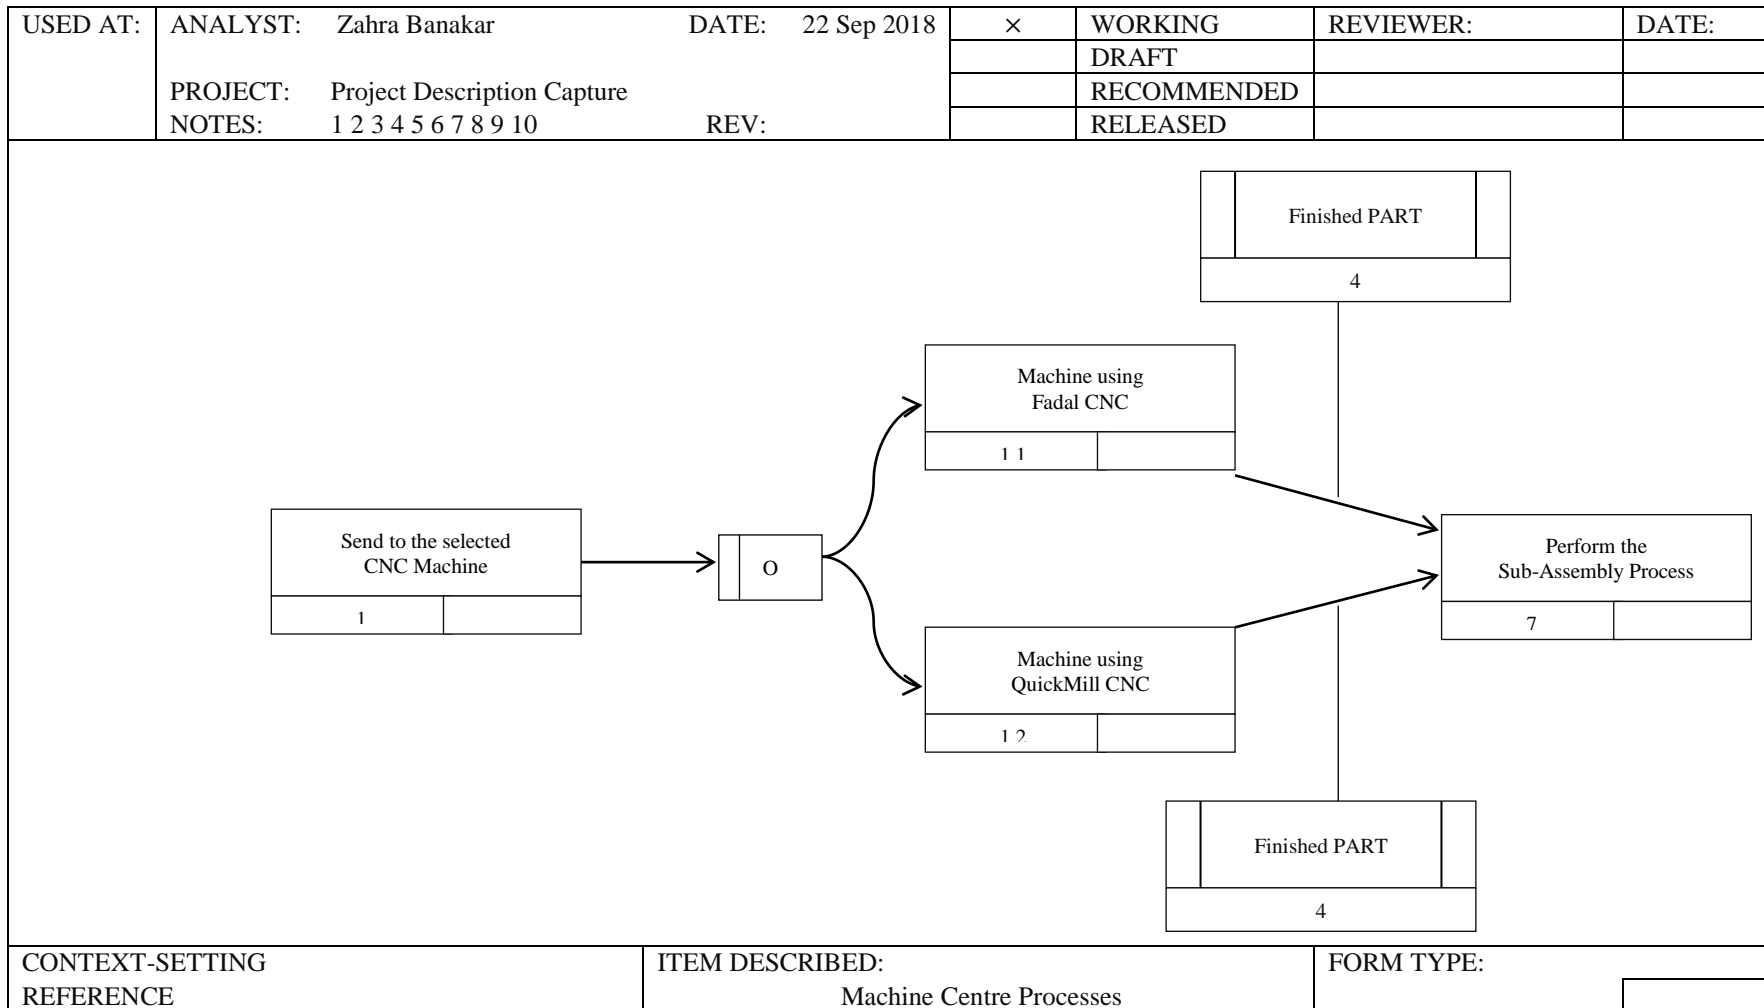 USED AT: ANALYST: Zahra Banakar DATE: 22 Sep 2018 × WORKING REVIEWER: DATE:
DRAFT
PROJECT: Project Description Capture RECOMMENDED
NOTES: 1 2 3 4 5 6 7 8 9 10 REV: RELEASED
Finished PART
4
Machine using
Fadal CNC
1 1
Send to the selected
CNC Machine
1
O
Perform the
Sub-Assembly Process
7
Machine using
QuickMill CNC
1 2
Finished PART
4
CONTEXT-SETTING
REFERENCE
ITEM DESCRIBED:
Machine Centre Processes
FORM TYPE: